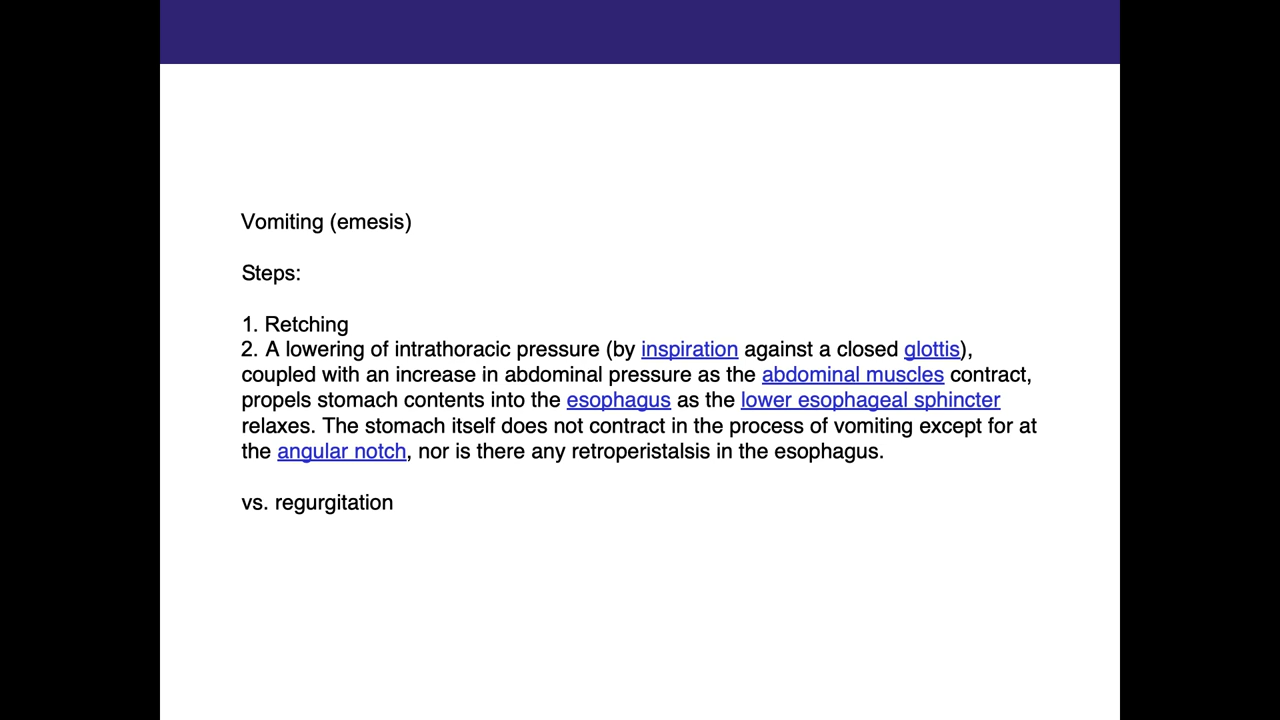 Vomiting (emesis)
Steps:
1. Retching
2. A lowering of intrathoracic pressure (by inspiration against a closed glottis),
coupled with an increase in abdominal pressure as the abdominal muscles contract,
propels stomach contents into the esophagus as the lower esophageal sphincter
relaxes. The stomach itself does not contract in the process of vomiting except for at
the angular notch, nor is there any retroperistalsis in the esophagus.
vs. regurgitation